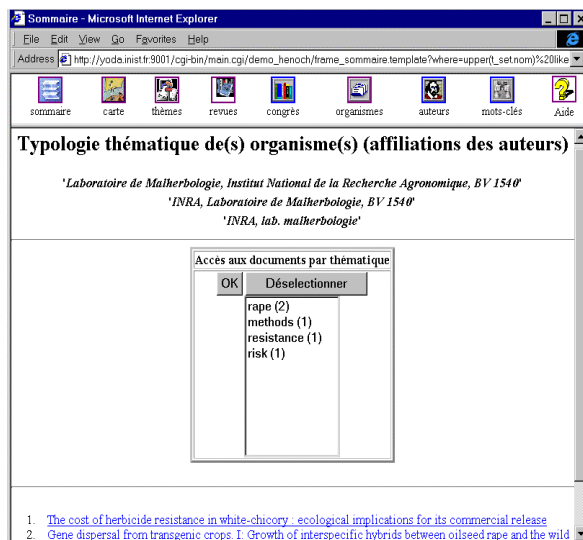 Sommaire - Microsoft Internet Explorer
File Edit View Go Favorites Help
Address http://yoda.inist.fr:9001/cgi-bin/main.cgi/demo_henoch/frame_sommaire.template?where=upper(t_set.nom)%20like
sommaire carte thèmes revues congrès organismes auteurs mots-clés Aide
Typologie thématique de(s) organisme(s) (affiliations des auteurs)
'Laboratoire de Malherbologie, Institut National de la Recherche Agronomique, BV 1540'
'INRA, Laboratoire de Malherbologie, BV 1540'
'INRA, lab. malherbologie'
Accès aux documents par thématique
OK Déselectionner
rape (2)
methods (1)
resistance (1)
risk (1)
1. The cost of herbicide resistance in white-chicory : ecological implications for its commercial release
2. Gene dispersal from transgenic crops. I: Growth of interspecific hybrids between oilseed rape and the wild